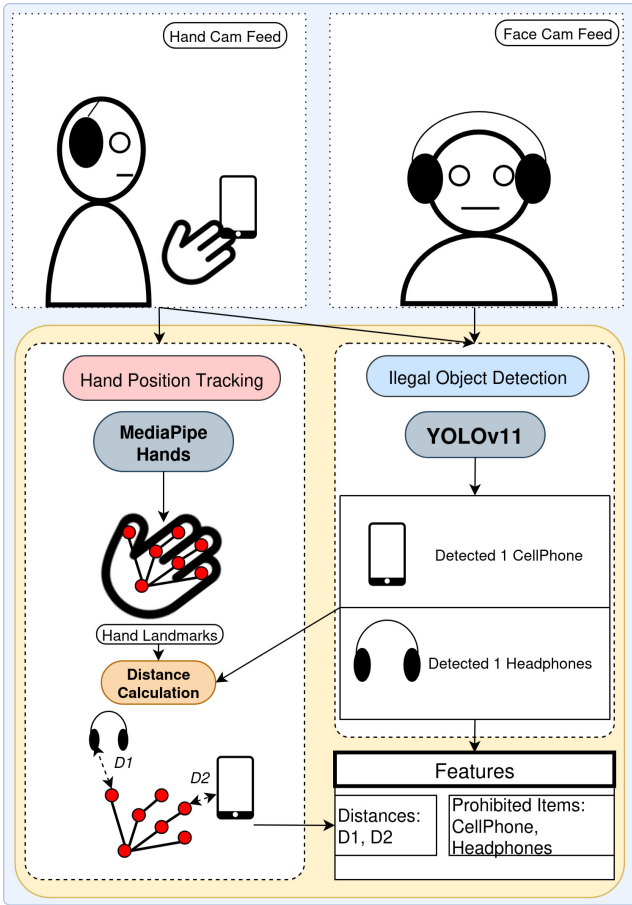 Hand Cam Feed
Face Cam Feed
Hand Position Tracking
Ilegal Object Detection
MediaPipe
Hands
YOLOv11
Detected 1 CellPhone
Hand Landmarks
Detected 1 Headphones
Distance
Calculation
D1
D2
Features
Distances:
D1, D2
Prohibited Items:
CellPhone,
Headphones